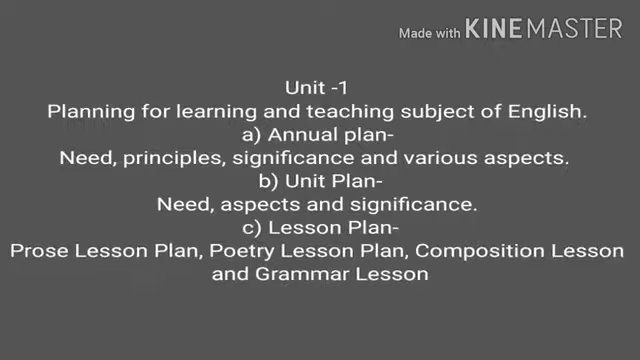 Made with KINEMASTER
Unit -1
Planning for learning and teaching subject of English.
a) Annual plan-
Need, principles, significance and various aspects.
b) Unit Plan-
Need, aspects and significance.
c) Lesson Plan-
Prose Lesson Plan, Poetry Lesson Plan, Composition Lesson
and Grammar Lesson